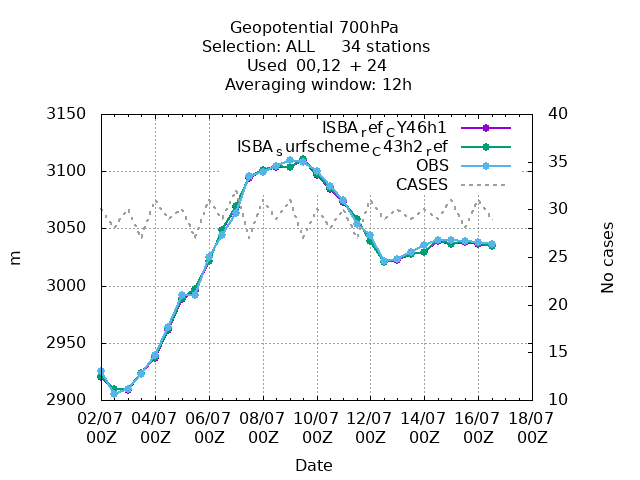 Geopotential 700hPa
Selection: ALL 34 stations
Used 00,12 + 24
Averaging window: 12h
ISBA_ref_CY46h1
ISBA_surfscheme_C43h2_ref
OBS
CASES
3150
3100
3050
3000
2950
2900
m
40
35
30
25
20
15
10
No cases
02/07 04/07 06/07 08/07 10/07 12/07 14/07 16/07 18/07
00Z 00Z 00Z 00Z 00Z 00Z 00Z 00Z 00Z
Date